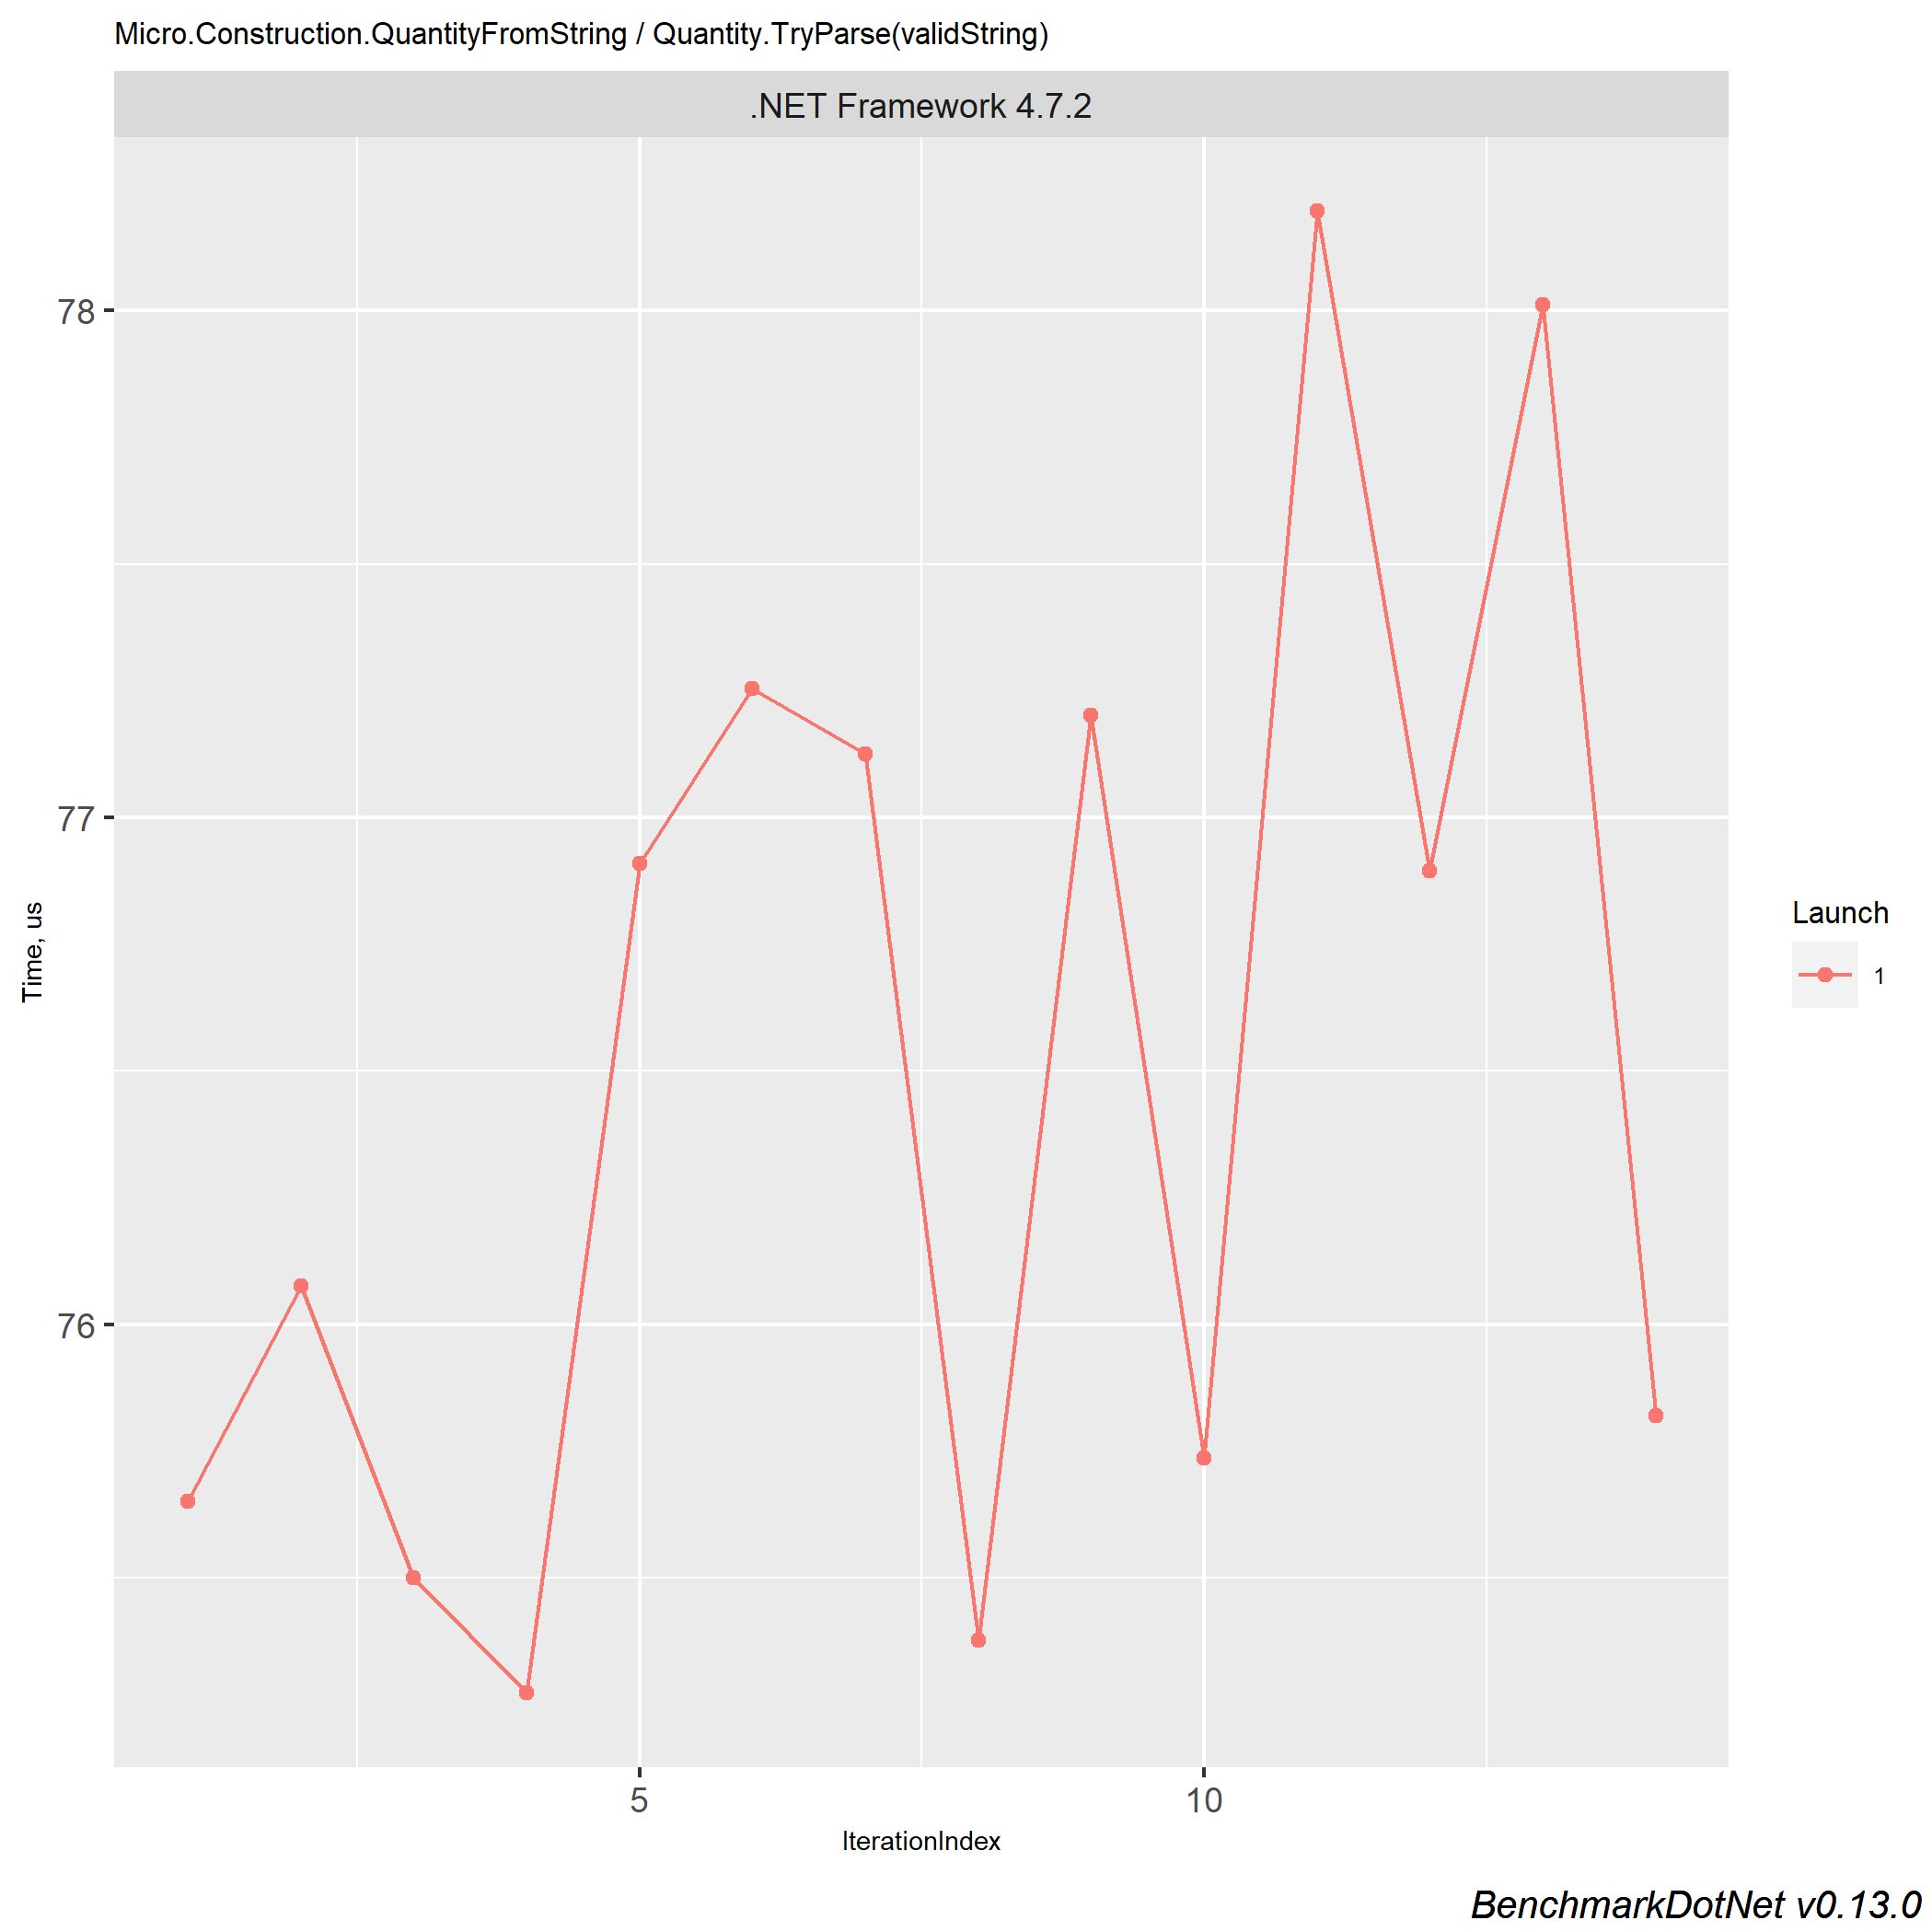 Micro.Construction.QuantityFromString / Quantity.TryParse(validString)
.NET Framework 4.7.2
78
77
76
Time, us
5
10
IterationIndex
Launch
1
BenchmarkDotNet v0.13.0